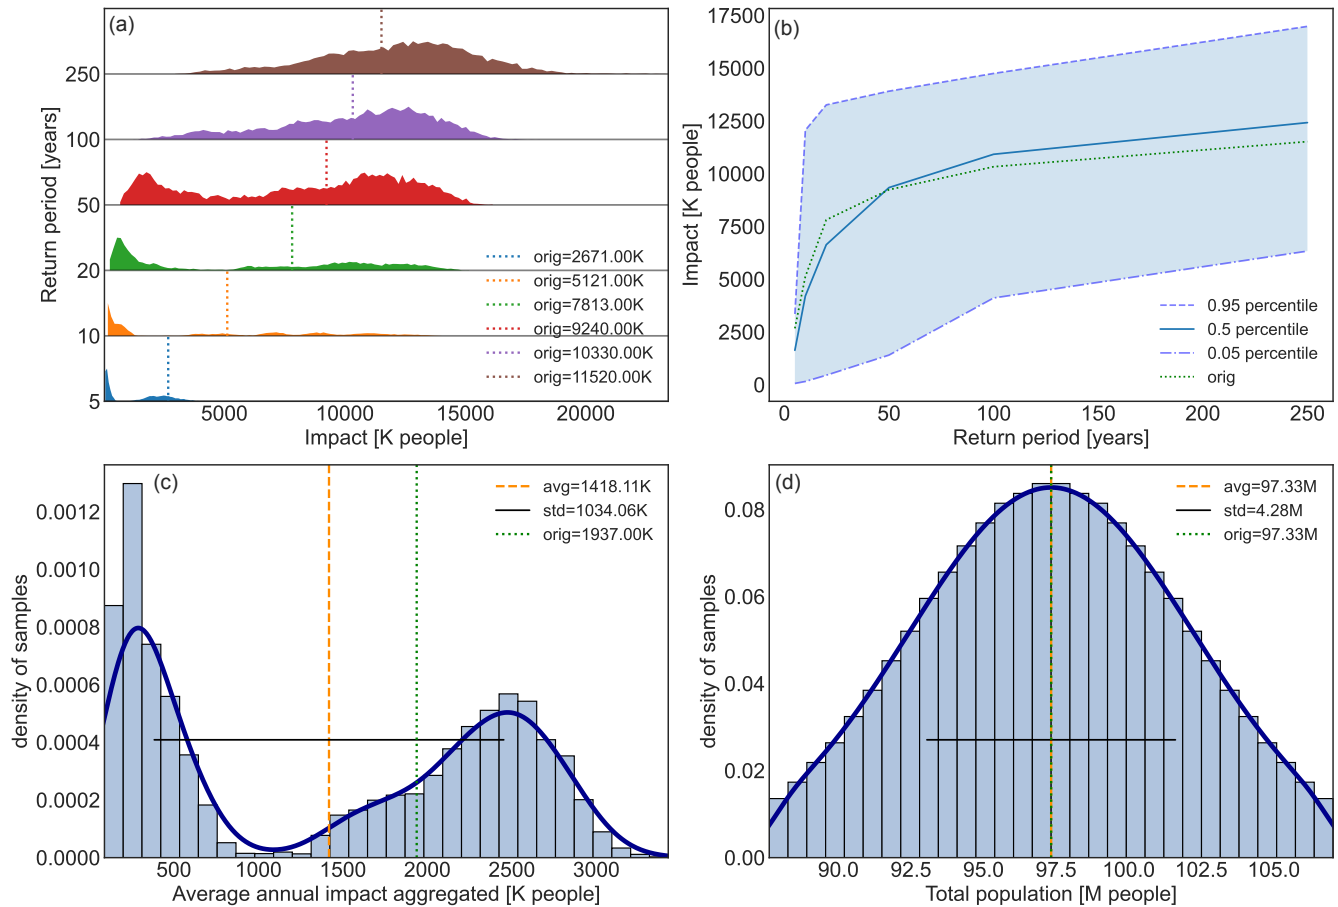 (a)
Return period [years]
250
100
50
20
10
5
orig=2671.00K
orig=5121.00K
orig=7813.00K
orig=9240.00K
orig=10330.00K
orig=11520.00K
5000 10000 15000 20000
Impact [K people]
(b)
Impact [K people]
17500
15000
12500
10000
7500
5000
2500
0
0.95 percentile
0.5 percentile
0.05 percentile
orig
0 50 100 150 200 250
Return period [years]
(c)
density of samples
0.0012
0.0010
0.0008
0.0006
0.0004
0.0002
0.0000
avg=1418.11K
std=1034.06K
orig=1937.00K
500 1000 1500 2000 2500 3000
Average annual impact aggregated [K people]
(d)
density of samples
0.08
0.06
0.04
0.02
0.00
avg=97.33M
std=4.28M
orig=97.33M
90.0 92.5 95.0 97.5 100.0 102.5 105.0
Total population [M people]